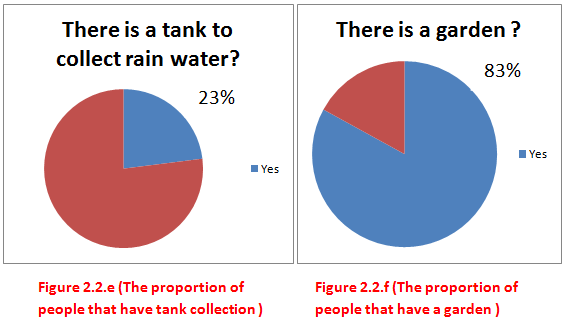 There is a tank to
collect rain water?
23%
Yes
Figure 2.2.e (The proportion of
people that have tank collection )
There is a garden ?
83%
Yes
Figure 2.2.f (The proportion of
people that have a garden )